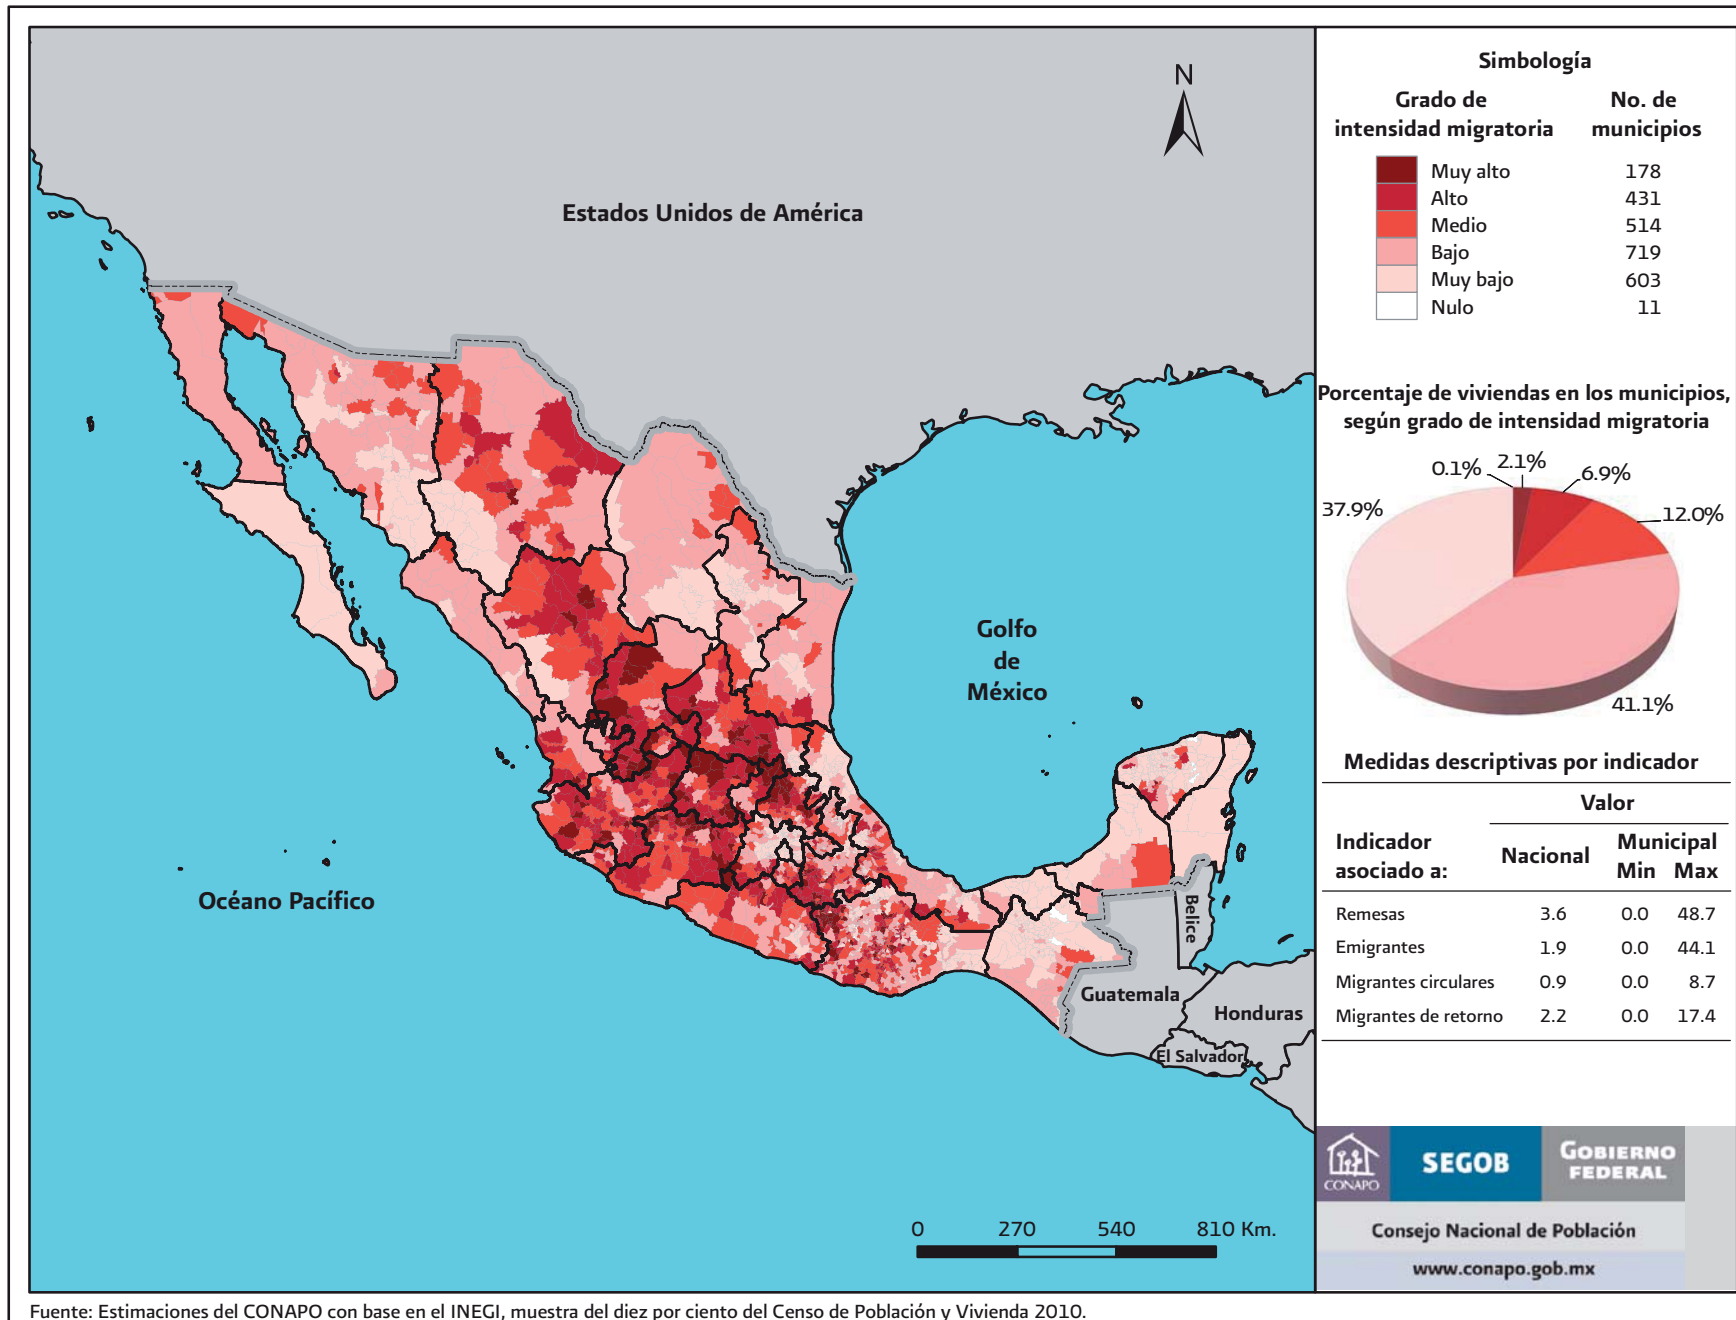 N
Estados Unidos de América
Golfo
de
México
Océano Pacífico
Belice
Guatemala
Honduras
El Salvador
0 270 540 810 Km.
Simbología
Grado de
intensidad migratoria
No. de
municipios
Muy alto 178
Alto 431
Medio 514
Bajo 719
Muy bajo 603
Nulo 11
Porcentaje de viviendas en los municipios,
según grado de intensidad migratoria
0.1% 2.1% 6.9%
37.9% 12.0%
41.1%
Medidas descriptivas por indicador
Valor
Indicador
asociado a:
Nacional
Municipal
Min Max
Remesas 3.6 0.0 48.7
Emigrantes 1.9 0.0 44.1
Migrantes circulares 0.9 0.0 8.7
Migrantes de retorno 2.2 0.0 17.4
CONAPO
SEGOB
GOBIERNO
FEDERAL
Consejo Nacional de Población
www.conapo.gob.mx
Fuente: Estimaciones del CONAPO con base en el INEGI, muestra del diez por ciento del Censo de Población y Vivienda 2010.